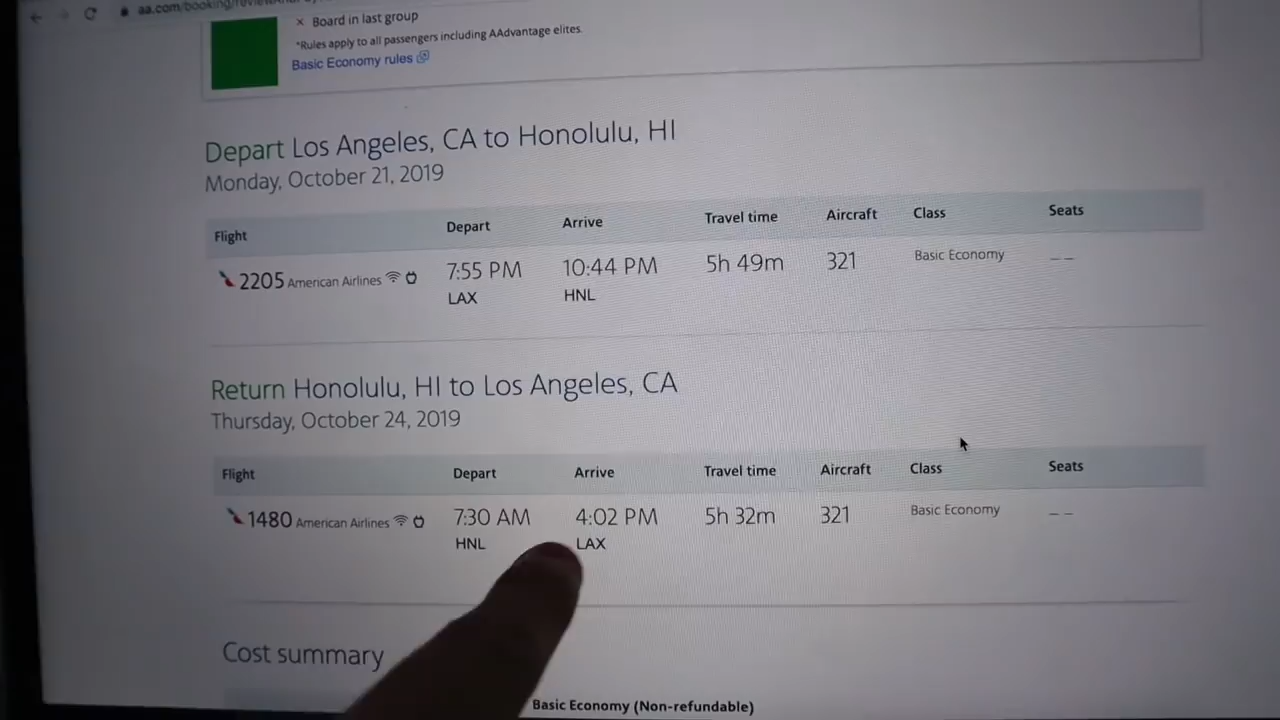 aa.com/booking/
× Board in last group
*Rules apply to all passengers including AAdvantage elites.
Basic Economy rules
Depart Los Angeles, CA to Honolulu, HI
Monday, October 21, 2019
Flight Depart Arrive Travel time Aircraft Class Seats
2205 American Airlines 7:55 PM 10:44 PM 5h 49m 321 Basic Economy – –
LAX HNL
Return Honolulu, HI to Los Angeles, CA
Thursday, October 24, 2019
Flight Depart Arrive Travel time Aircraft Class Seats
1480 American Airlines 7:30 AM 4:02 PM 5h 32m 321 Basic Economy – –
HNL LAX
Cost summary
Basic Economy (Non-refundable)